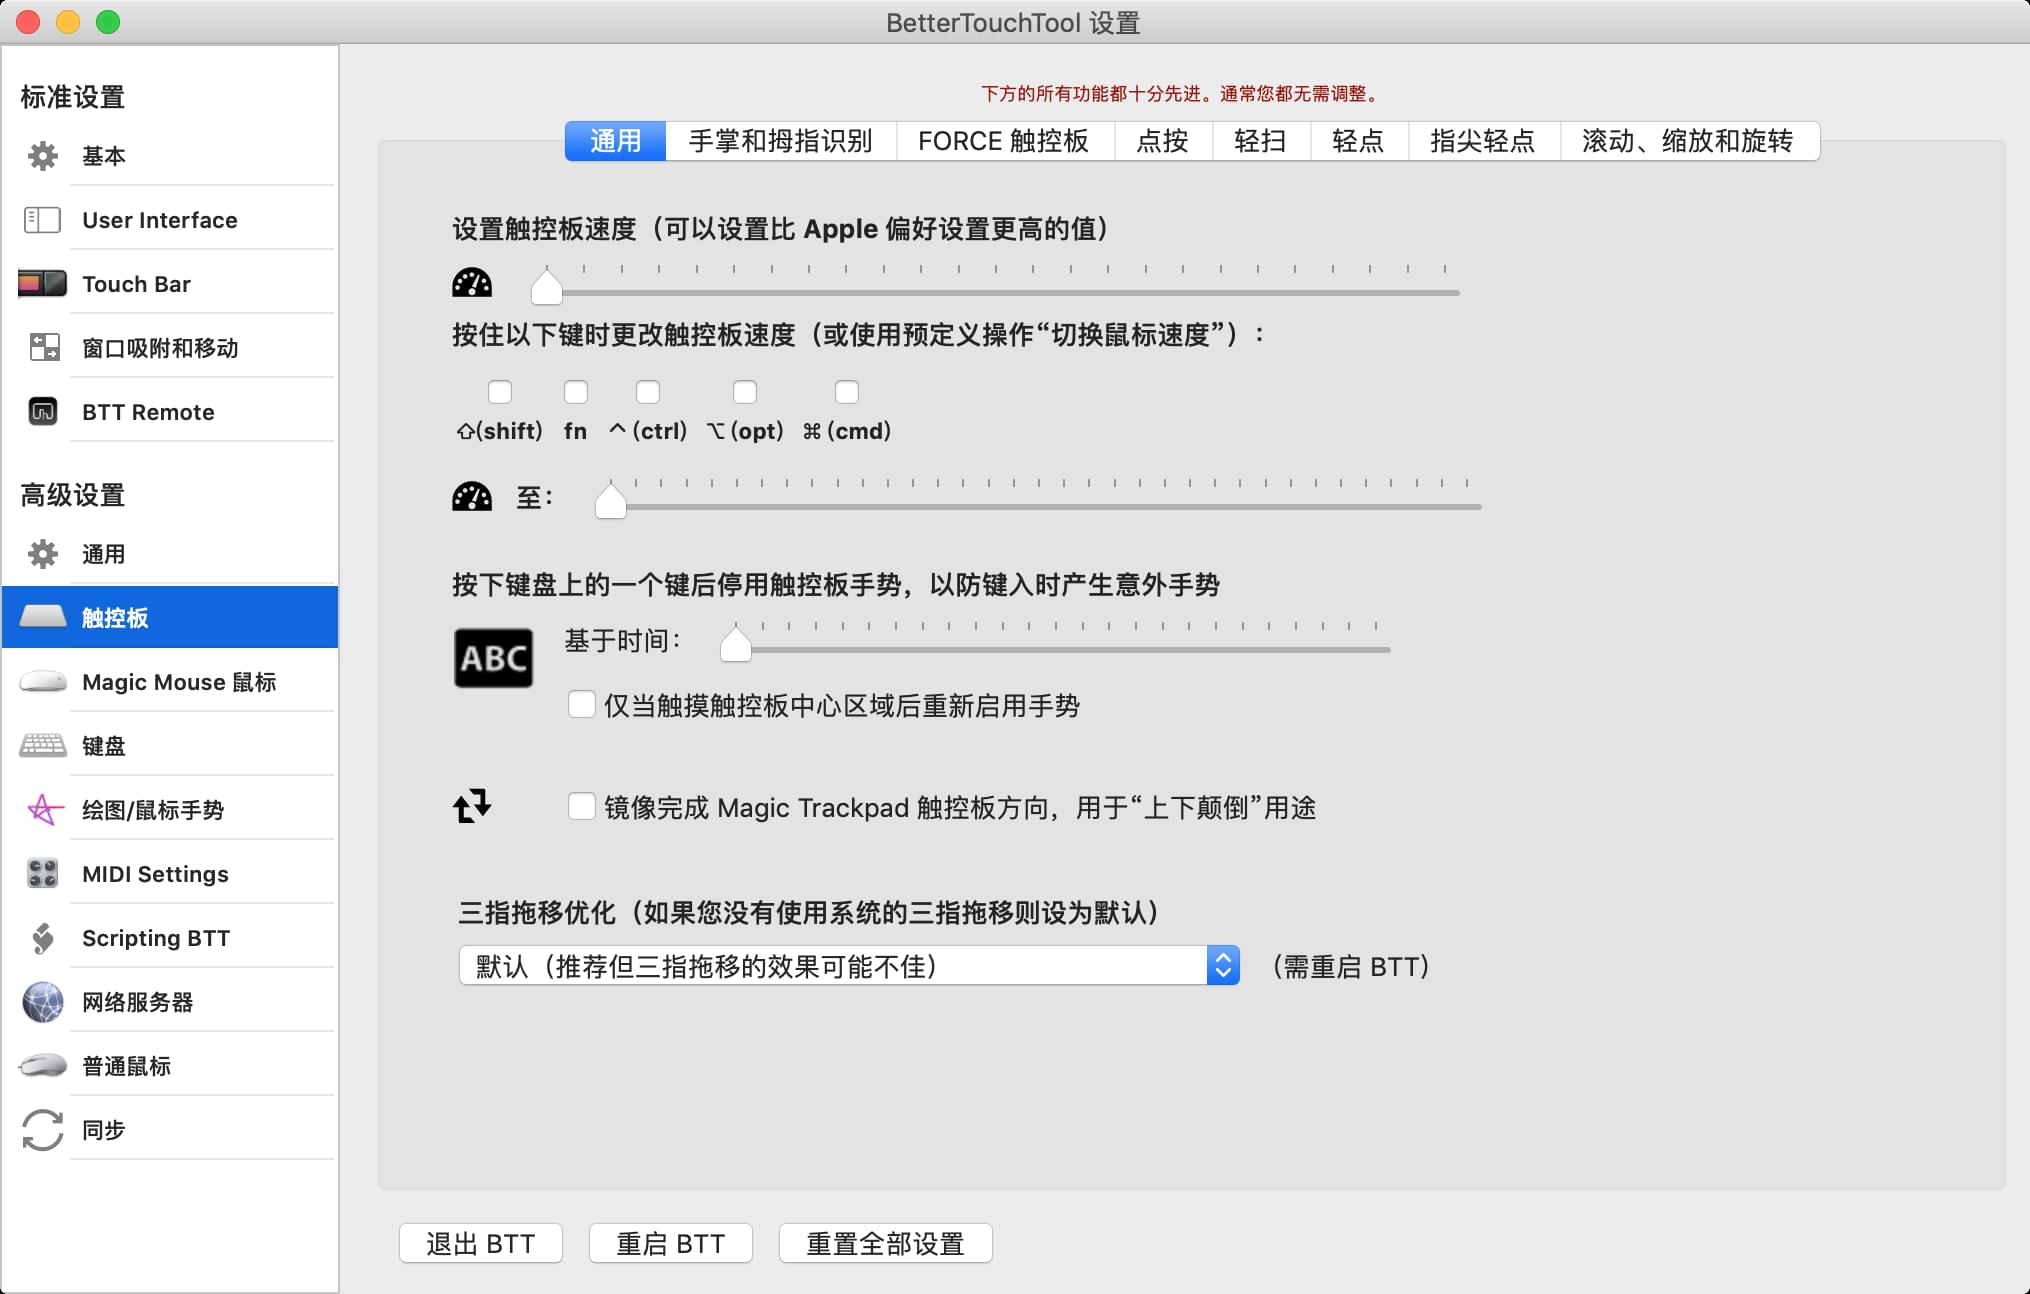 BetterTouchTool 设置
标准设置
基本
User Interface
Touch Bar
窗口吸附和移动
BTT Remote
高级设置
通用
触控板
Magic Mouse 鼠标
键盘
绘图/鼠标手势
MIDI Settings
Scripting BTT
网络服务器
普通鼠标
同步
下方的所有功能都十分先进。通常您都无需调整。
通用 手掌和拇指识别 FORCE 触控板 点按 轻扫 轻点 指尖轻点 滚动、缩放和旋转
设置触控板速度（可以设置比 Apple 偏好设置更高的值）
按住以下键时更改触控板速度（或使用预定义操作“切换鼠标速度”）：
⇧(shift) fn ^(ctrl) ⌥(opt) ⌘(cmd)
至：
按下键盘上的一个键后停用触控板手势，以防键入时产生意外手势
ABC
基于时间：
仅当触摸触控板中心区域后重新启用手势
镜像完成 Magic Trackpad 触控板方向，用于“上下颠倒”用途
三指拖移优化（如果您没有使用系统的三指拖移则设为默认）
默认（推荐但三指拖移的效果可能不佳） （需重启 BTT）
退出 BTT 重启 BTT 重置全部设置